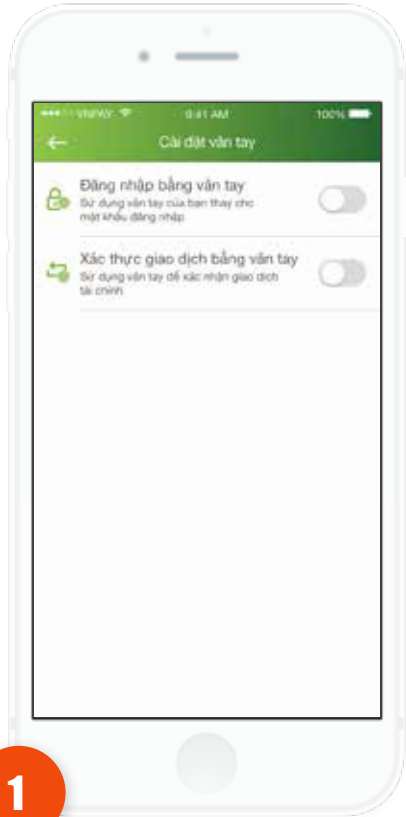 9:41 AM 100%
Cài đặt vân tay
Đăng nhập bằng vân tay
Sử dụng vân tay của bạn thay cho
mật khẩu đăng nhập
Xác thực giao dịch bằng vân tay
Sử dụng vân tay để xác nhận giao dịch
tài chính
1